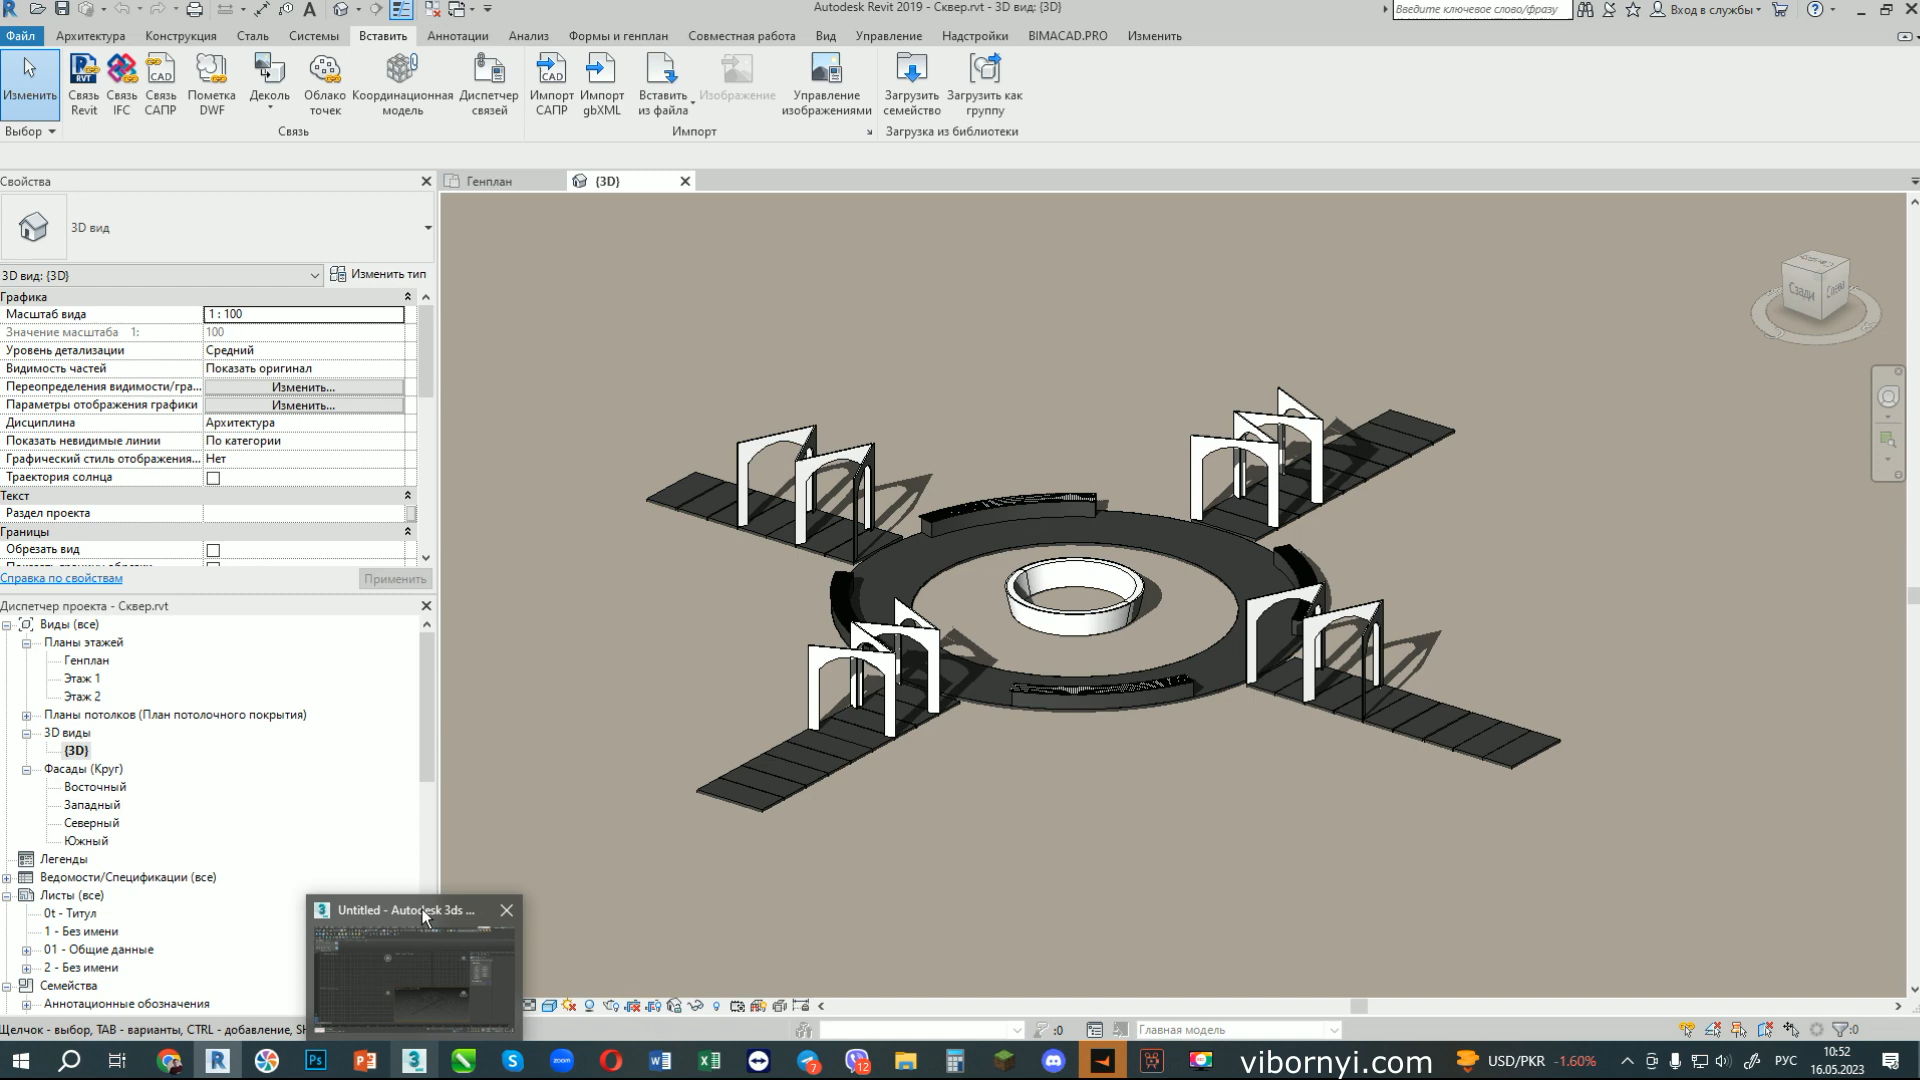 Autodesk Revit 2019 - Сквер.rvt - 3D вид: {3D}
Введите ключевое слово/фразу
Вход в службы
Файл Архитектура Конструкция Сталь Системы Вставить Аннотации Анализ Формы и генплан Совместная работа Вид Управление Надстройки BIMACAD.PRO Изменить
Изменить
Связь Revit
Связь IFC
Связь САПР
Пометка DWF
Деколь
Облако точек
Координационная модель
Диспетчер связей
Импорт САПР
Импорт gbXML
Вставить из файла
Изображение
Управление изображениями
Загрузить семейство
Загрузить как группу
Выбор
Связь
Импорт
Загрузка из библиотеки
Свойства
Генплан
{3D}
3D вид
3D вид: {3D}
Изменить тип
Графика
Масштаб вида 1 : 100
Значение масштаба 1: 100
Уровень детализации Средний
Видимость частей Показать оригинал
Переопределения видимости/гра... Изменить...
Параметры отображения графики Изменить...
Дисциплина Архитектура
Показать невидимые линии По категории
Графический стиль отображения... Нет
Траектория солнца
Текст
Раздел проекта
Границы
Обрезать вид
Справка по свойствам
Применить
Диспетчер проекта - Сквер.rvt
Виды (все)
Планы этажей
Генплан
Этаж 1
Этаж 2
Планы потолков (План потолочного покрытия)
3D виды
{3D}
Фасады (Круг)
Восточный
Западный
Северный
Южный
Легенды
Ведомости/Спецификации (все)
Листы (все)
0t - Титул
1 - Без имени
01 - Общие данные
2 - Без имени
Семейства
Аннотационные обозначения
Сзади
Слева
Untitled - Autodesk 3ds ...
Щелчок - выбор, TAB - варианты, CTRL - добавление, SH
:0
Главная модель
:0
zoom
7
12
vibornyi.com
USD/PKR -1.60%
РУС
10:52
16.05.2023